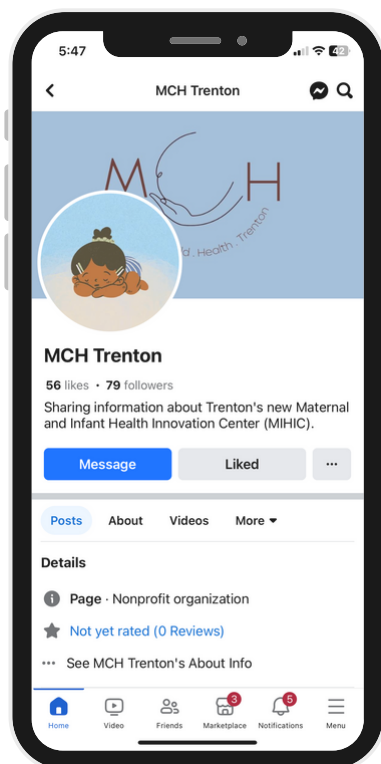 5:47
42
MCH Trenton
MCH
d . Health . Trenton
MCH Trenton
56 likes • 79 followers
Sharing information about Trenton's new Maternal
and Infant Health Innovation Center (MIHIC).
Message Liked ...
Posts About Videos More
Details
Page · Nonprofit organization
Not yet rated (0 Reviews)
... See MCH Trenton's About Info
3 5
Home Video Friends Marketplace Notifications Menu